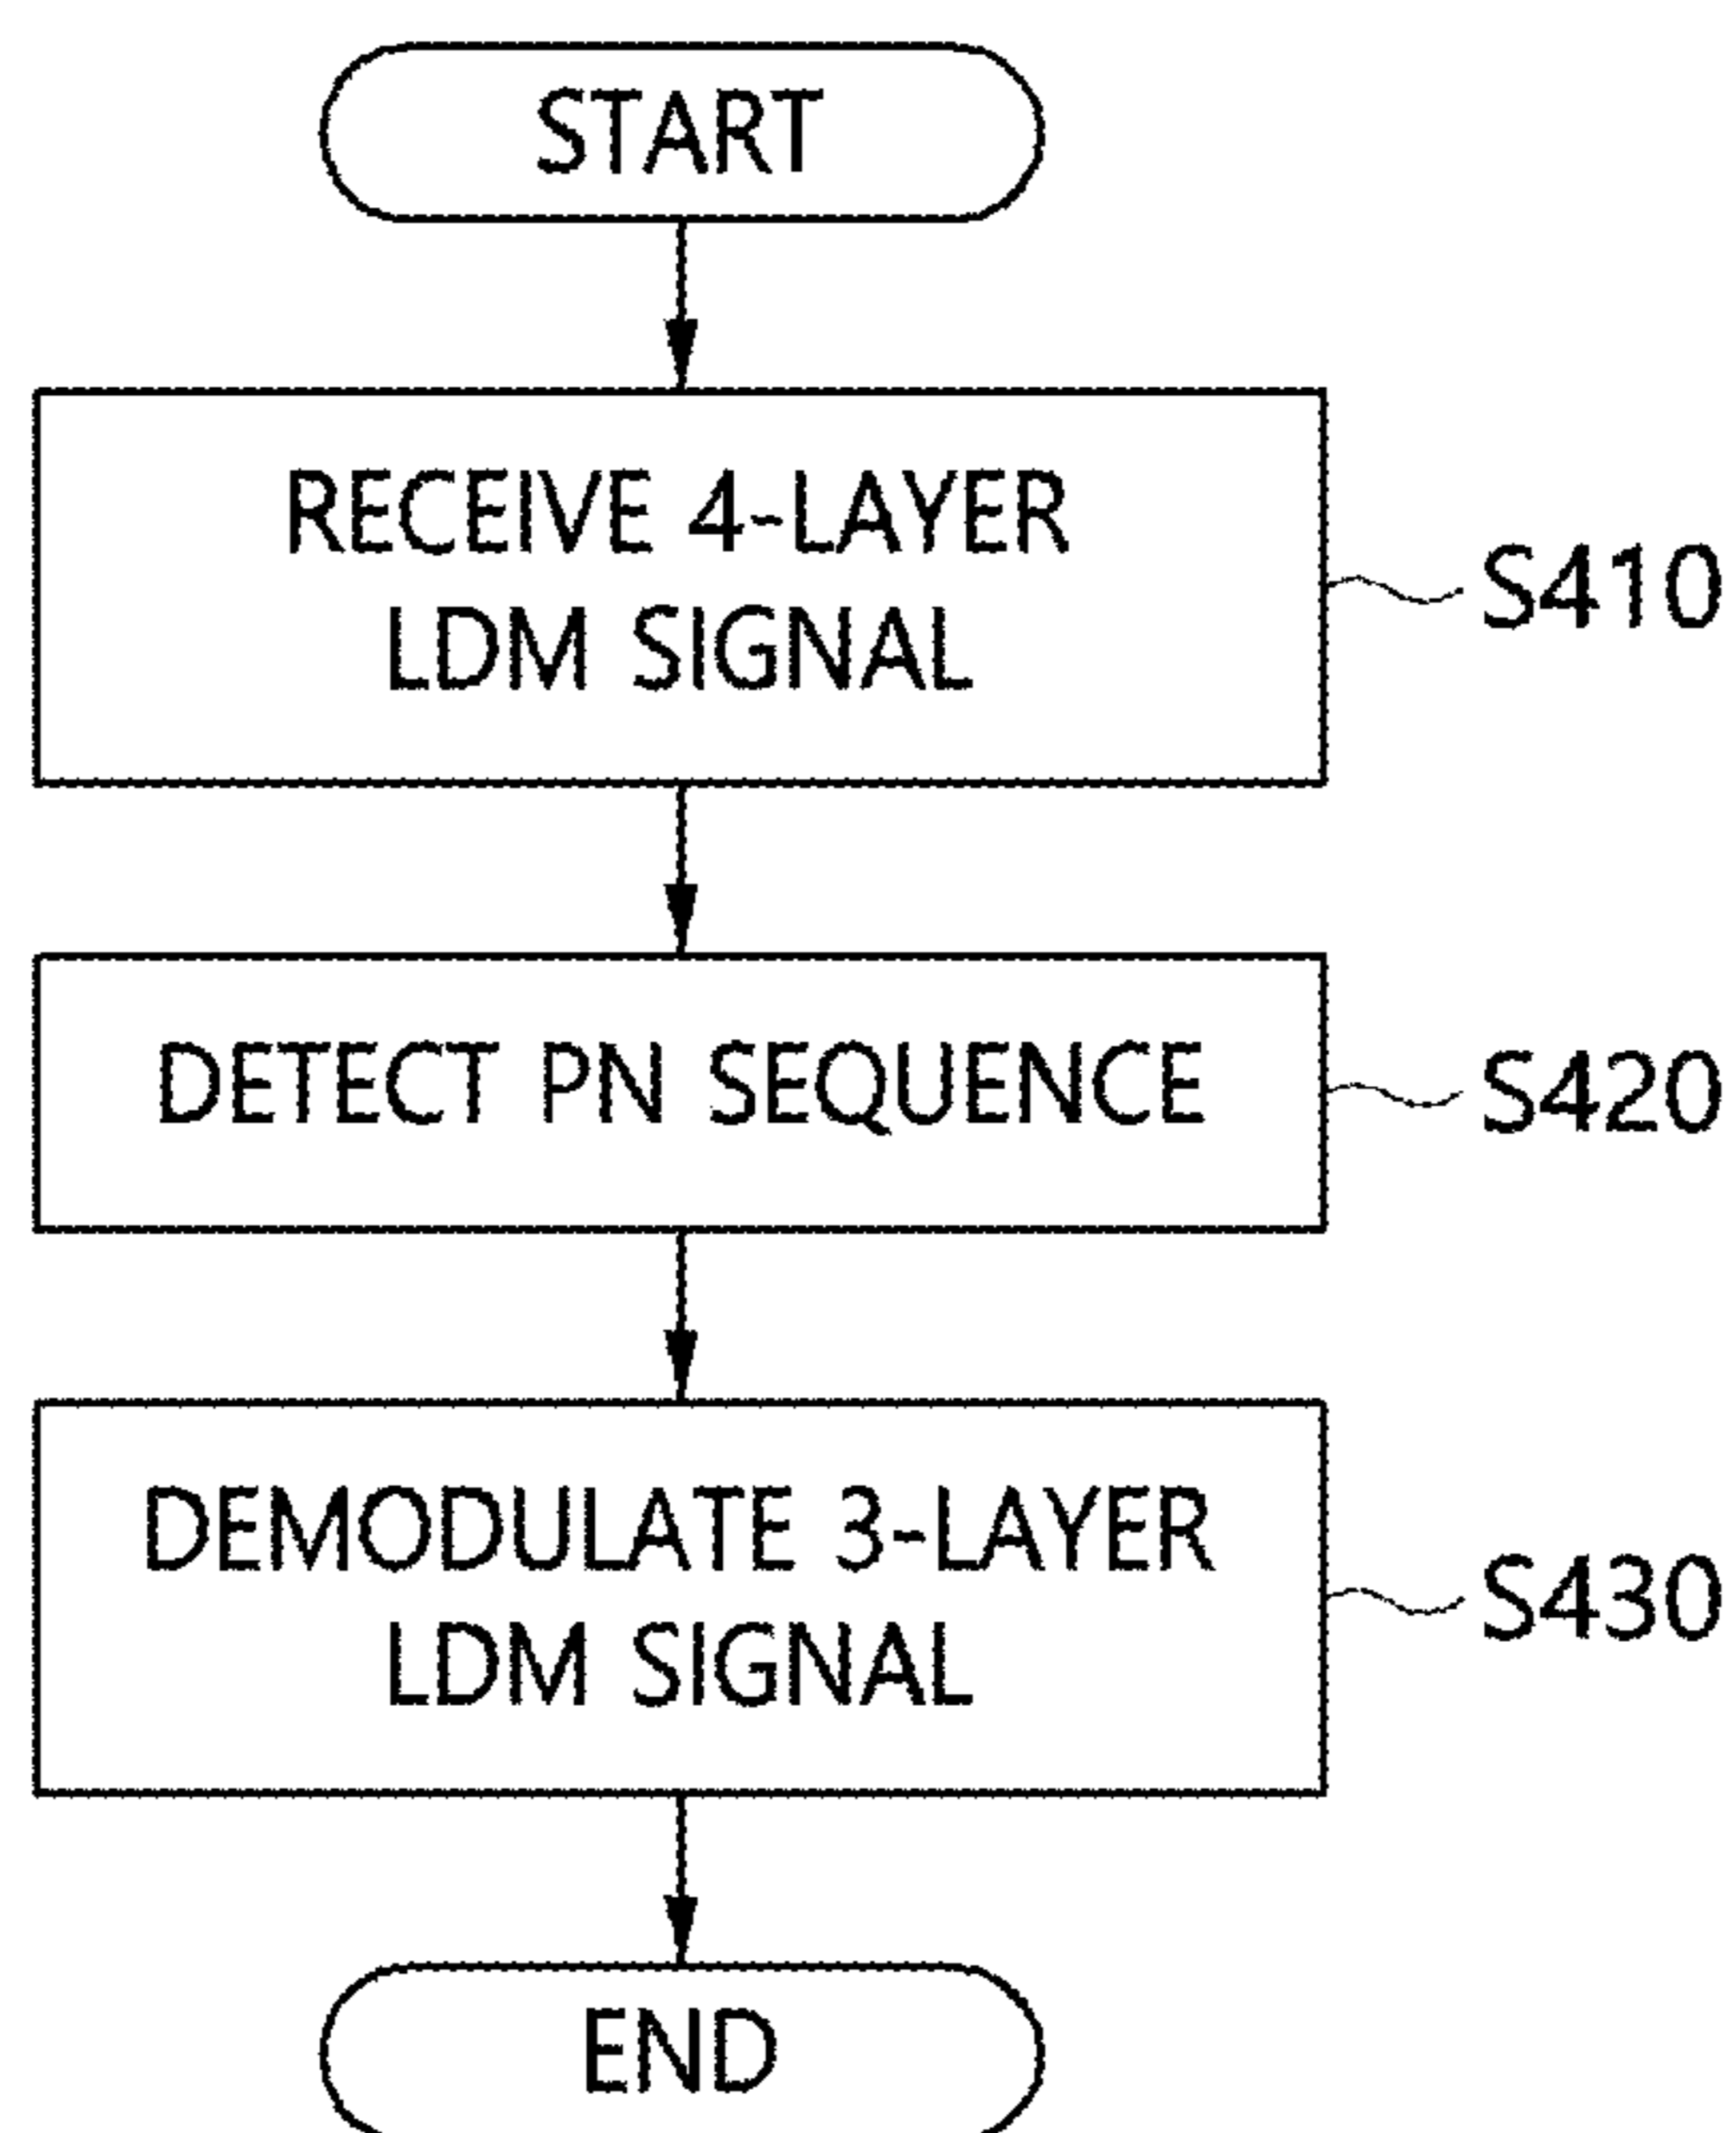 START
RECEIVE 4-LAYER
LDM SIGNAL
S410
DETECT PN SEQUENCE
S420
DEMODULATE 3-LAYER
LDM SIGNAL
S430
END